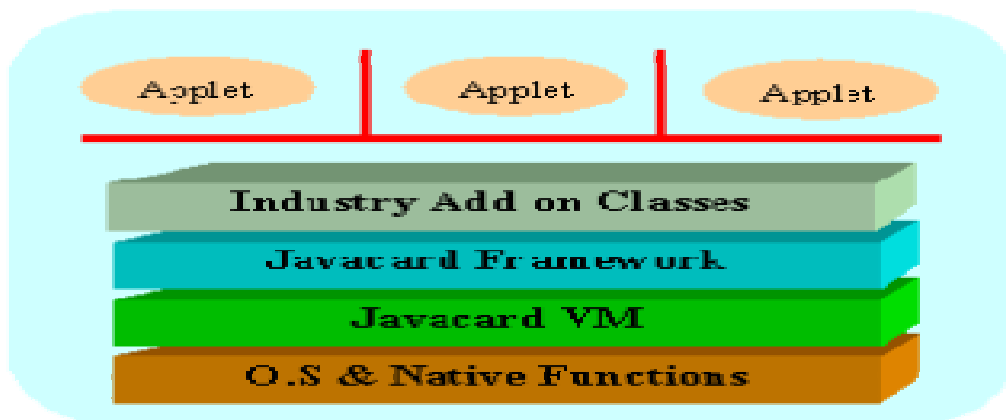 Applet Applet Applet
Industry Add on Classes
Javacard Framework
Javacard VM
O.S & Native Functions